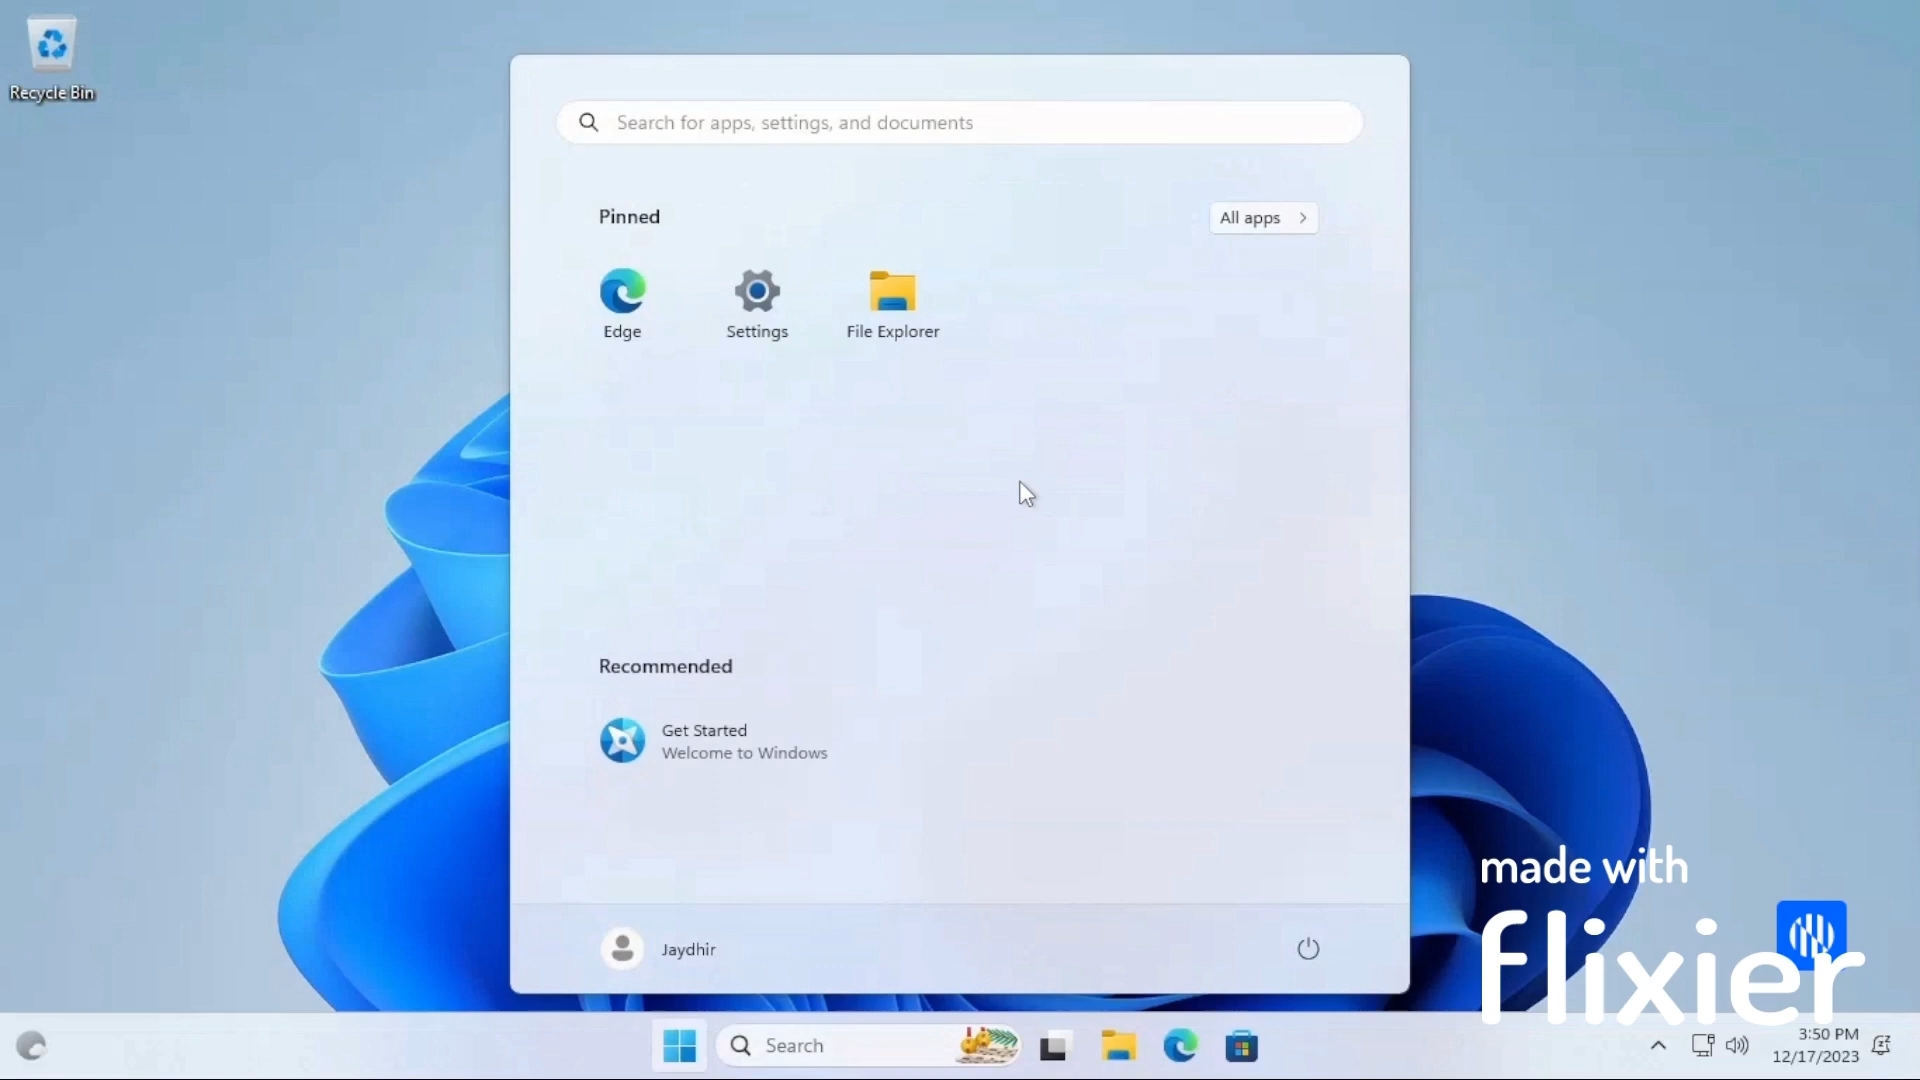 Recycle Bin
Search for apps, settings, and documents
Pinned
All apps
Edge
Settings
File Explorer
Recommended
Get Started
Welcome to Windows
Jaydhir
made with
flixier
Search
3:50 PM
12/17/2023